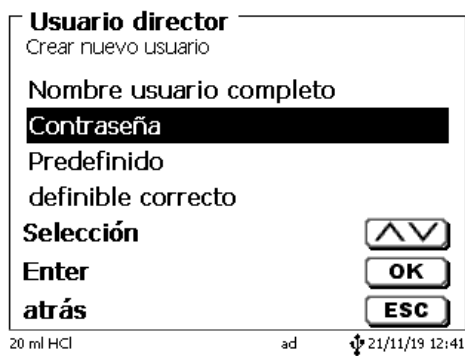 Usuario director
Crear nuevo usuario
Nombre usuario completo
Contraseña
Predefinido
definible correcto
Selección
Enter OK
atrás ESC
20 ml HCl ad 21/11/19 12:41